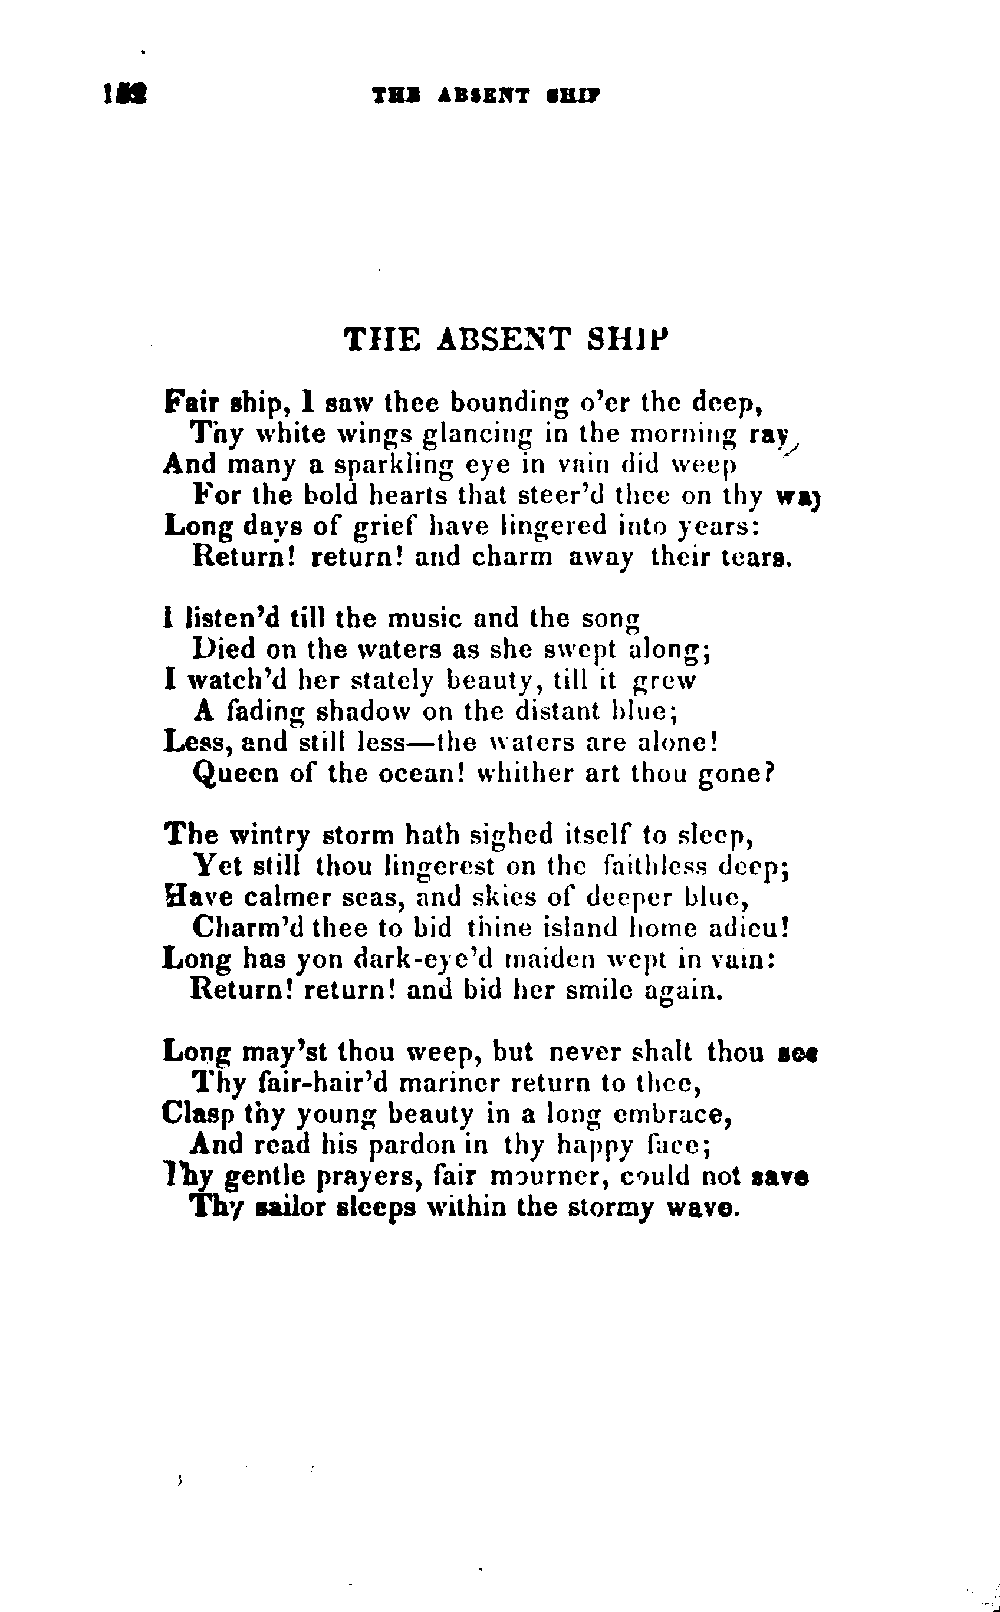 152 THE ABSENT SHIP
THE ABSENT SHIP
Fair ship, I saw thee bounding o'er the deep,
Thy white wings glancing in the morning ray,
And many a sparkling eye in vain did weep
For the bold hearts that steer'd thee on thy way
Long days of grief have lingered into years:
Return! return! and charm away their tears.
I listen'd till the music and the song
Died on the waters as she swept along;
I watch'd her stately beauty, till it grew
A fading shadow on the distant blue;
Less, and still less—the waters are alone!
Queen of the ocean! whither art thou gone?
The wintry storm hath sighed itself to sleep,
Yet still thou lingerest on the faithless deep;
Have calmer seas, and skies of deeper blue,
Charm'd thee to bid thine island home adieu!
Long has yon dark-eye'd maiden wept in vain:
Return! return! and bid her smile again.
Long may'st thou weep, but never shalt thou see
Thy fair-hair'd mariner return to thee,
Clasp thy young beauty in a long embrace,
And read his pardon in thy happy face;
Thy gentle prayers, fair mourner, could not save
Thy sailor sleeps within the stormy wave.